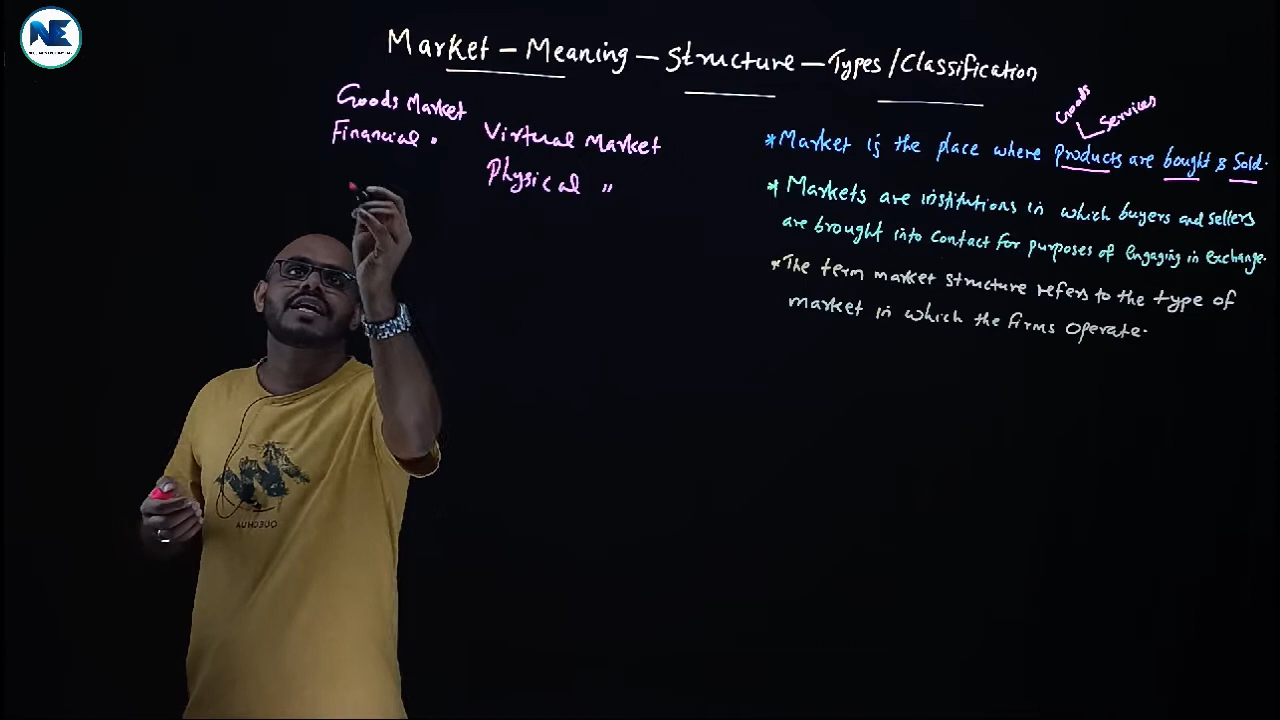 NE
Market – Meaning – Structure – Types / Classification
Goods Market
Financial "
Virtual Market
Physical "
Goods
Services
*Market is the place where Products are bought & Sold.
* Markets are institutions in which buyers and sellers
are brought into contact for purposes of engaging in exchange.
*The term market structure refers to the type of
market in which the firms operate.
QUECHUA